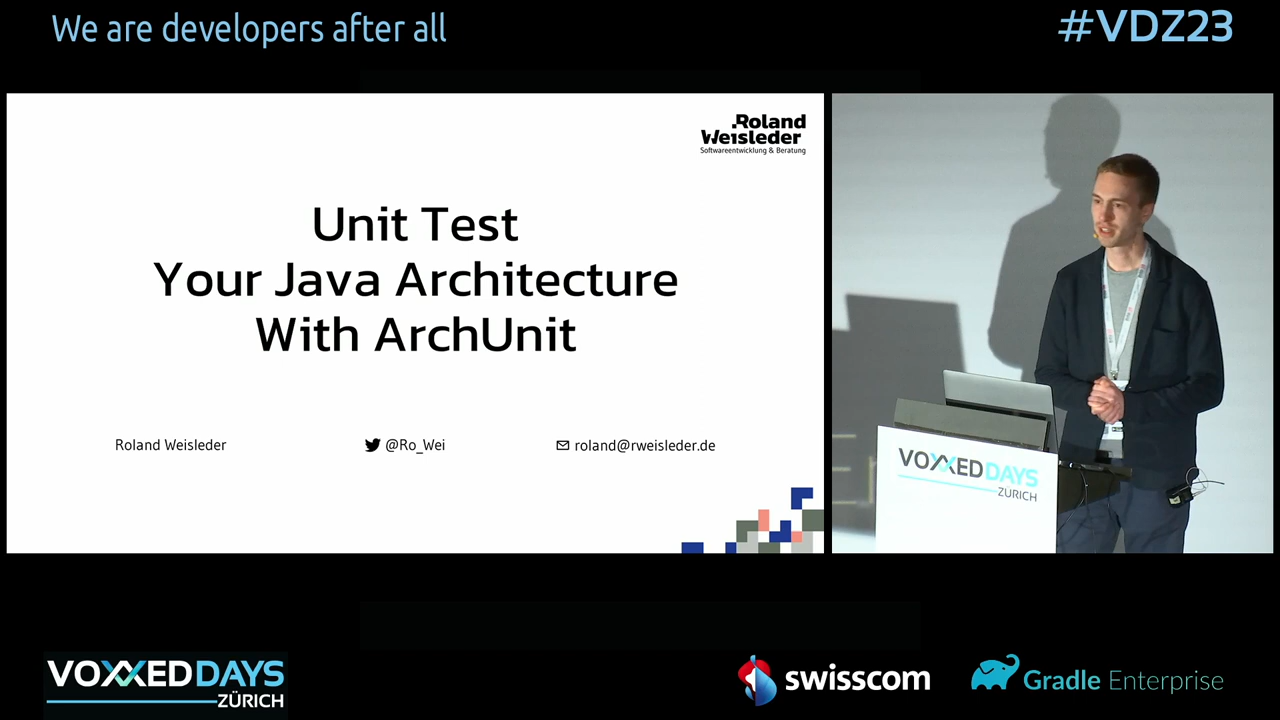 We are developers after all
#VDZ23
.Roland
Weisleder
Softwareentwicklung & Beratung
Unit Test
Your Java Architecture
With ArchUnit
Roland Weisleder
@Ro_Wei
roland@rweisleder.de
VOXXED DAYS
ZÜRICH
VOXXED DAYS
ZÜRICH
swisscom
Gradle Enterprise